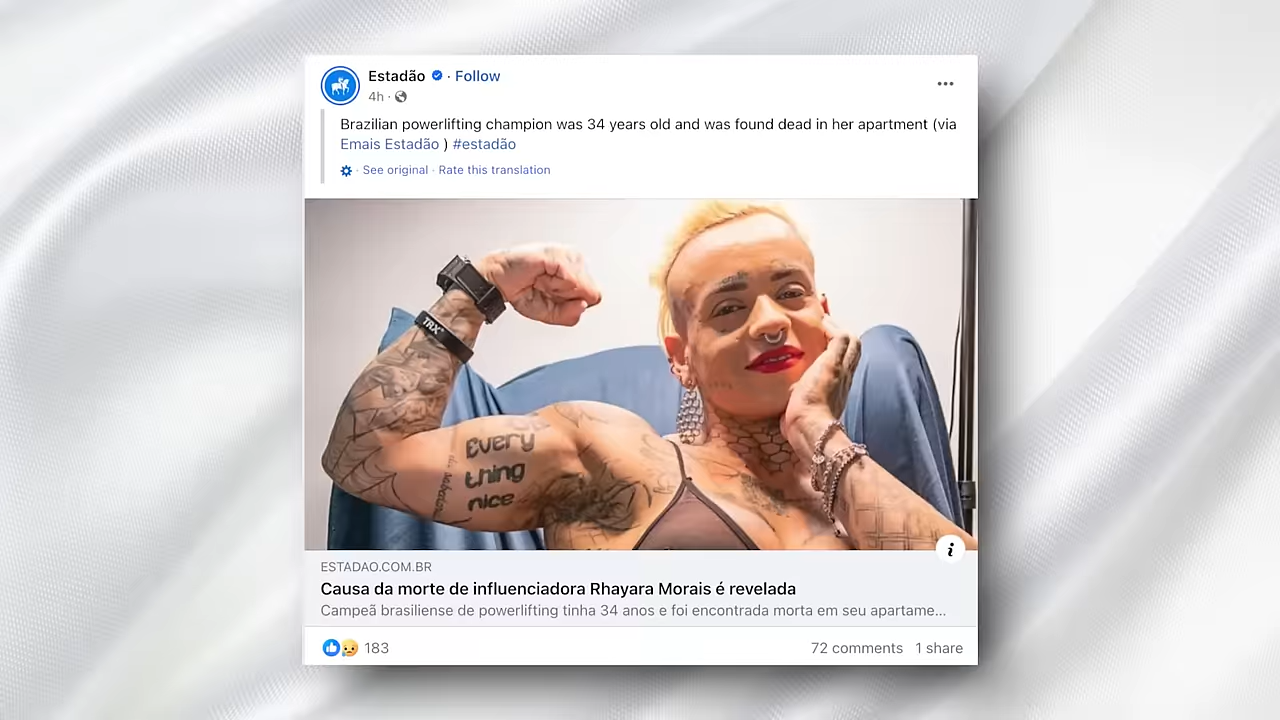 Estadão · Follow
4h ·
Brazilian powerlifting champion was 34 years old and was found dead in her apartment (via
Emais Estadão ) #estadão
· See original · Rate this translation
TRX
Every
thing
nice
i
ESTADAO.COM.BR
Causa da morte de influenciadora Rhayara Morais é revelada
Campeã brasiliense de powerlifting tinha 34 anos e foi encontrada morta em seu apartame...
183
72 comments 1 share